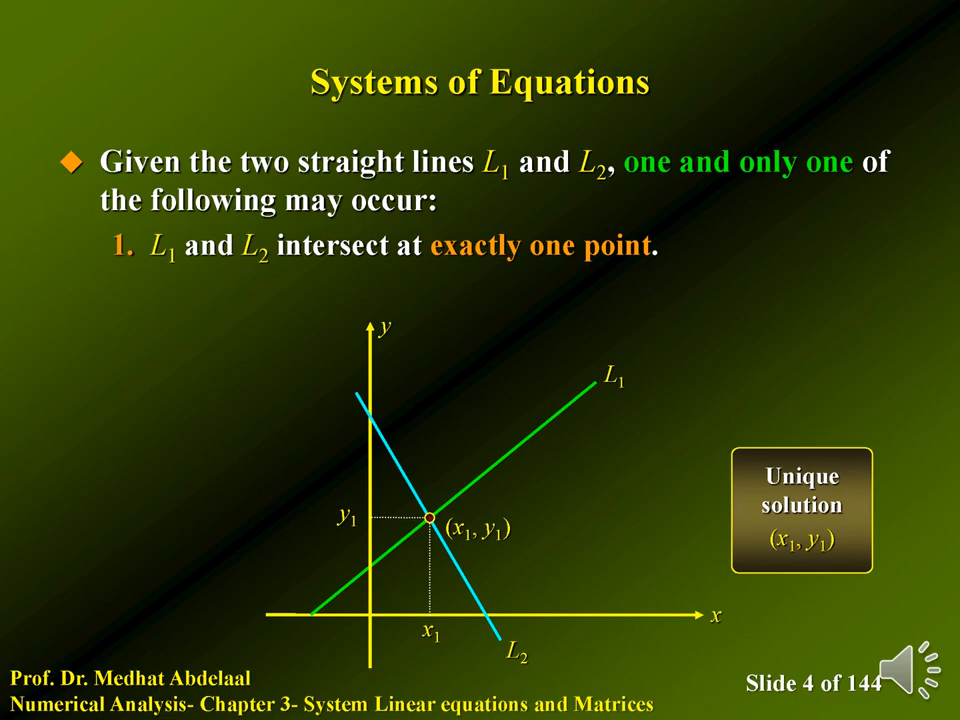 Systems of Equations
◆ Given the two straight lines L₁ and L₂, one and only one of
the following may occur:
1. L₁ and L₂ intersect at exactly one point.
y
L₁
Unique
solution
(x₁, y₁)
y₁
(x₁, y₁)
x
x₁
L₂
Prof. Dr. Medhat Abdelaal
Slide 4 of 144
Numerical Analysis- Chapter 3- System Linear equations and Matrices